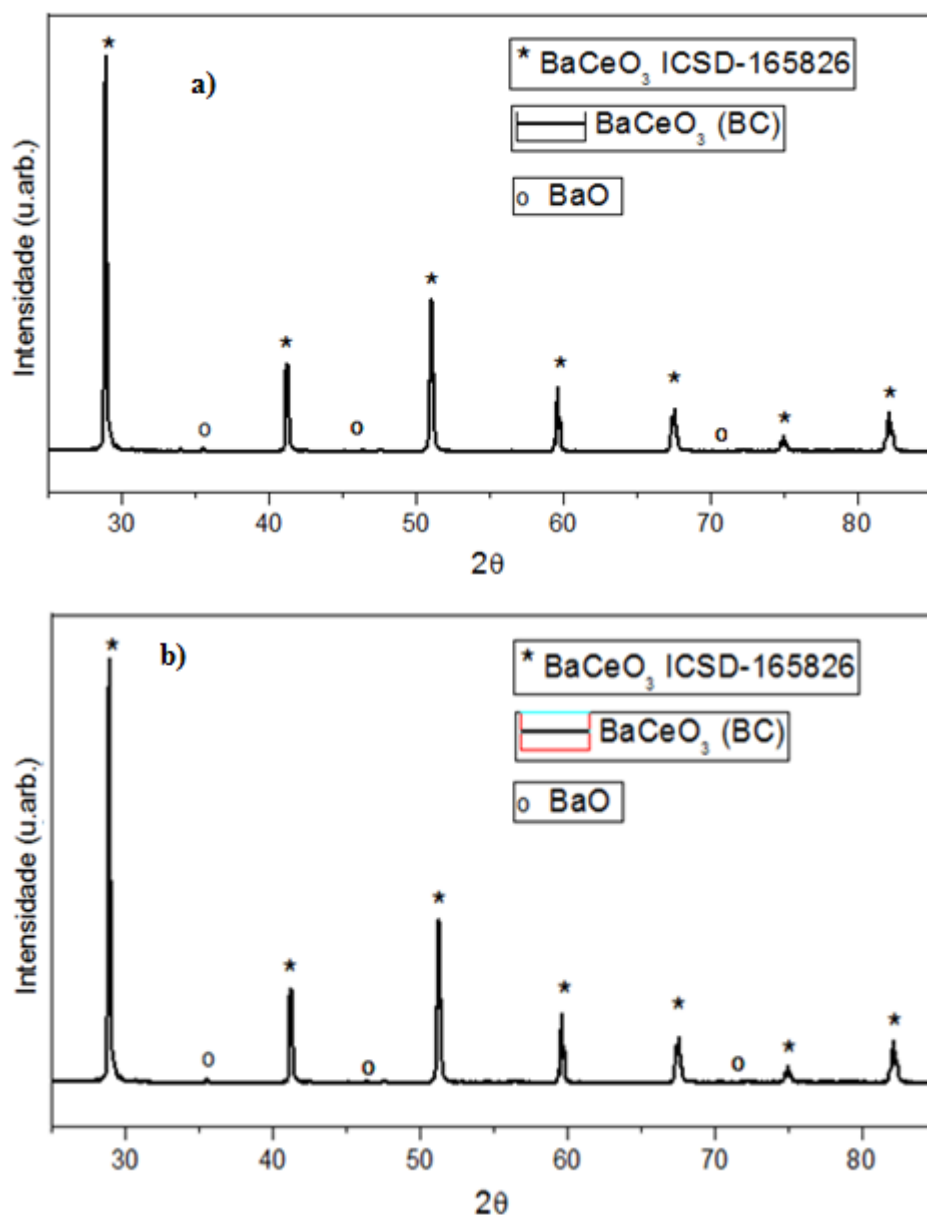 *
a)
* BaCeO₃ ICSD-165826
BaCeO₃ (BC)
o BaO
Intensidade (u.arb.)
*
*
*
*
*
*
o
o
o
30 40 50 60 70 80
2θ
*
b)
* BaCeO₃ ICSD-165826
BaCeO₃ (BC)
o BaO
Intensidade (u.arb.)
*
*
*
*
*
*
o
o
o
30 40 50 60 70 80
2θ